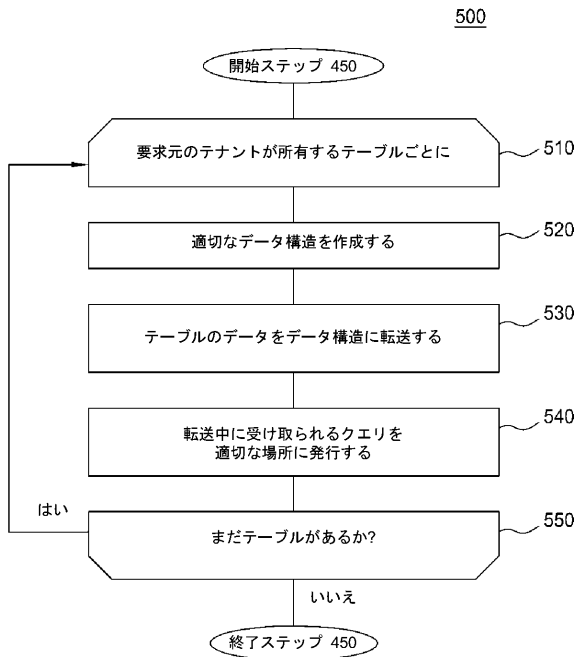 500
開始ステップ 450
要求元のテナントが所有するテーブルごとに
510
適切なデータ構造を作成する
520
テーブルのデータをデータ構造に転送する
530
転送中に受け取られるクエリを
適切な場所に発行する
540
はい
まだテーブルがあるか?
550
いいえ
終了ステップ 450